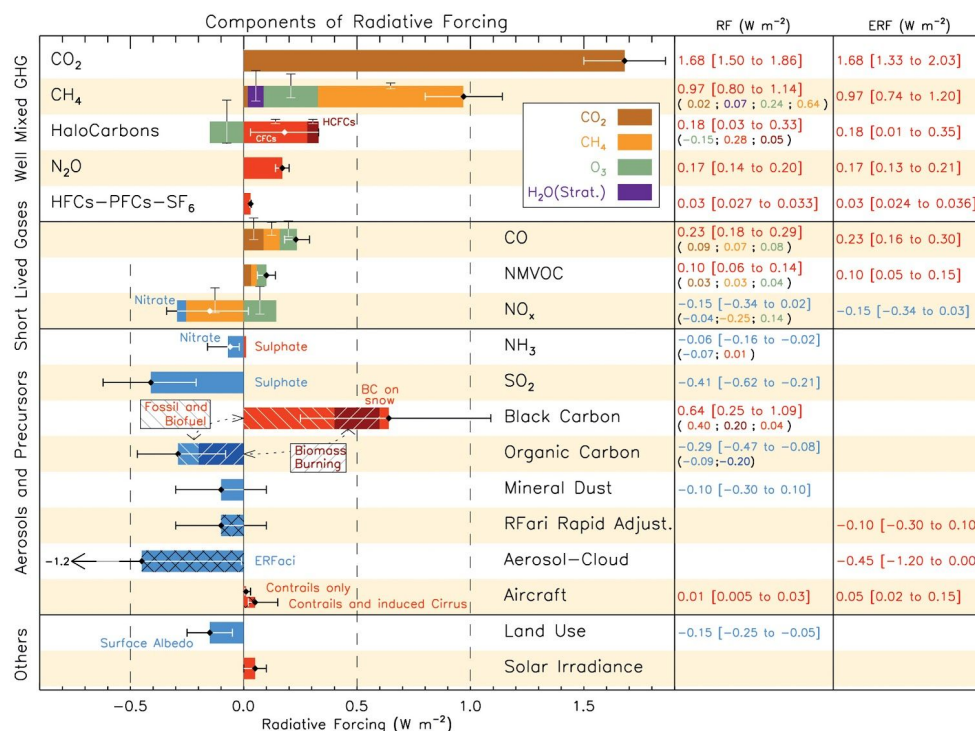 Components of Radiative Forcing
RF (W m⁻²)
ERF (W m⁻²)
Well Mixed GHG
CO₂
1.68 [1.50 to 1.86]
1.68 [1.33 to 2.03]
CH₄
0.97 [0.80 to 1.14]
(0.02 ; 0.07 ; 0.24 ; 0.64)
0.97 [0.74 to 1.20]
HaloCarbons
CFCs
HCFCs
0.18 [0.03 to 0.33]
(-0.15; 0.28 ; 0.05)
0.18 [0.01 to 0.35]
N₂O
0.17 [0.14 to 0.20]
0.17 [0.13 to 0.21]
HFCs-PFCs-SF₆
0.03 [0.027 to 0.033]
0.03 [0.024 to 0.036]
CO₂
CH₄
O₃
H₂O(Strat.)
Short Lived Gases
CO
0.23 [0.18 to 0.29]
(0.09 ; 0.07 ; 0.08)
0.23 [0.16 to 0.30]
NMVOC
0.10 [0.06 to 0.14]
(0.03 ; 0.03 ; 0.04)
0.10 [0.05 to 0.15]
Nitrate
NOₓ
-0.15 [-0.34 to 0.02]
(-0.04; -0.25; 0.14)
-0.15 [-0.34 to 0.03]
Aerosols and Precursors
Nitrate
Sulphate
NH₃
-0.06 [-0.16 to -0.02]
(-0.07; 0.01)
Sulphate
SO₂
-0.41 [-0.62 to -0.21]
Fossil and
Biofuel
BC on
snow
Black Carbon
0.64 [0.25 to 1.09]
(0.40 ; 0.20 ; 0.04)
Biomass
Burning
Organic Carbon
-0.29 [-0.47 to -0.08]
(-0.09; -0.20)
Mineral Dust
-0.10 [-0.30 to 0.10]
RFari Rapid Adjust.
-0.10 [-0.30 to 0.10
-1.2
ERFaci
Aerosol-Cloud
-0.45 [-1.20 to 0.00
Contrails only
Contrails and induced Cirrus
Aircraft
0.01 [0.005 to 0.03]
0.05 [0.02 to 0.15]
Others
Surface Albedo
Land Use
-0.15 [-0.25 to -0.05]
Solar Irradiance
-0.5
0.0
0.5
1.0
1.5
Radiative Forcing (W m⁻²)